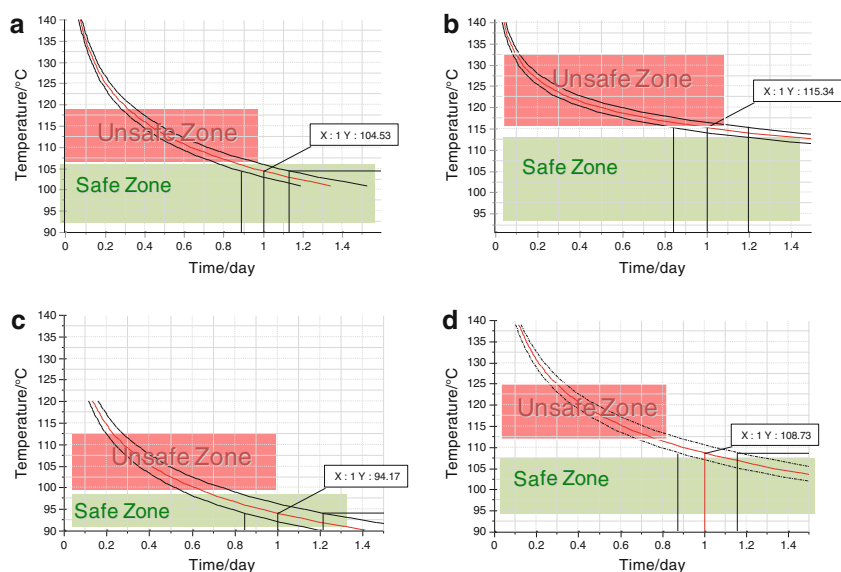 a
140
135
130
125
120
115
110
105
100
95
90
Temperature/°C
Unsafe Zone
X : 1 Y : 104.53
Safe Zone
0 0.2 0.4 0.6 0.8 1 1.2 1.4
Time/day
b
140
135
130
125
120
115
110
105
100
95
Temperature/°C
Unsafe Zone
X : 1 Y : 115.34
Safe Zone
0 0.2 0.4 0.6 0.8 1 1.2 1.4
Time/day
c
140
135
130
125
120
115
110
105
100
95
90
Temperature/°C
Unsafe Zone
X : 1 Y : 94.17
Safe Zone
0 0.2 0.4 0.6 0.8 1 1.2 1.4
Time/day
d
140
135
130
125
120
115
110
105
100
95
90
Temperature/°C
Unsafe Zone
X : 1 Y : 108.73
Safe Zone
0 0.2 0.4 0.6 0.8 1 1.2 1.4
Time/day